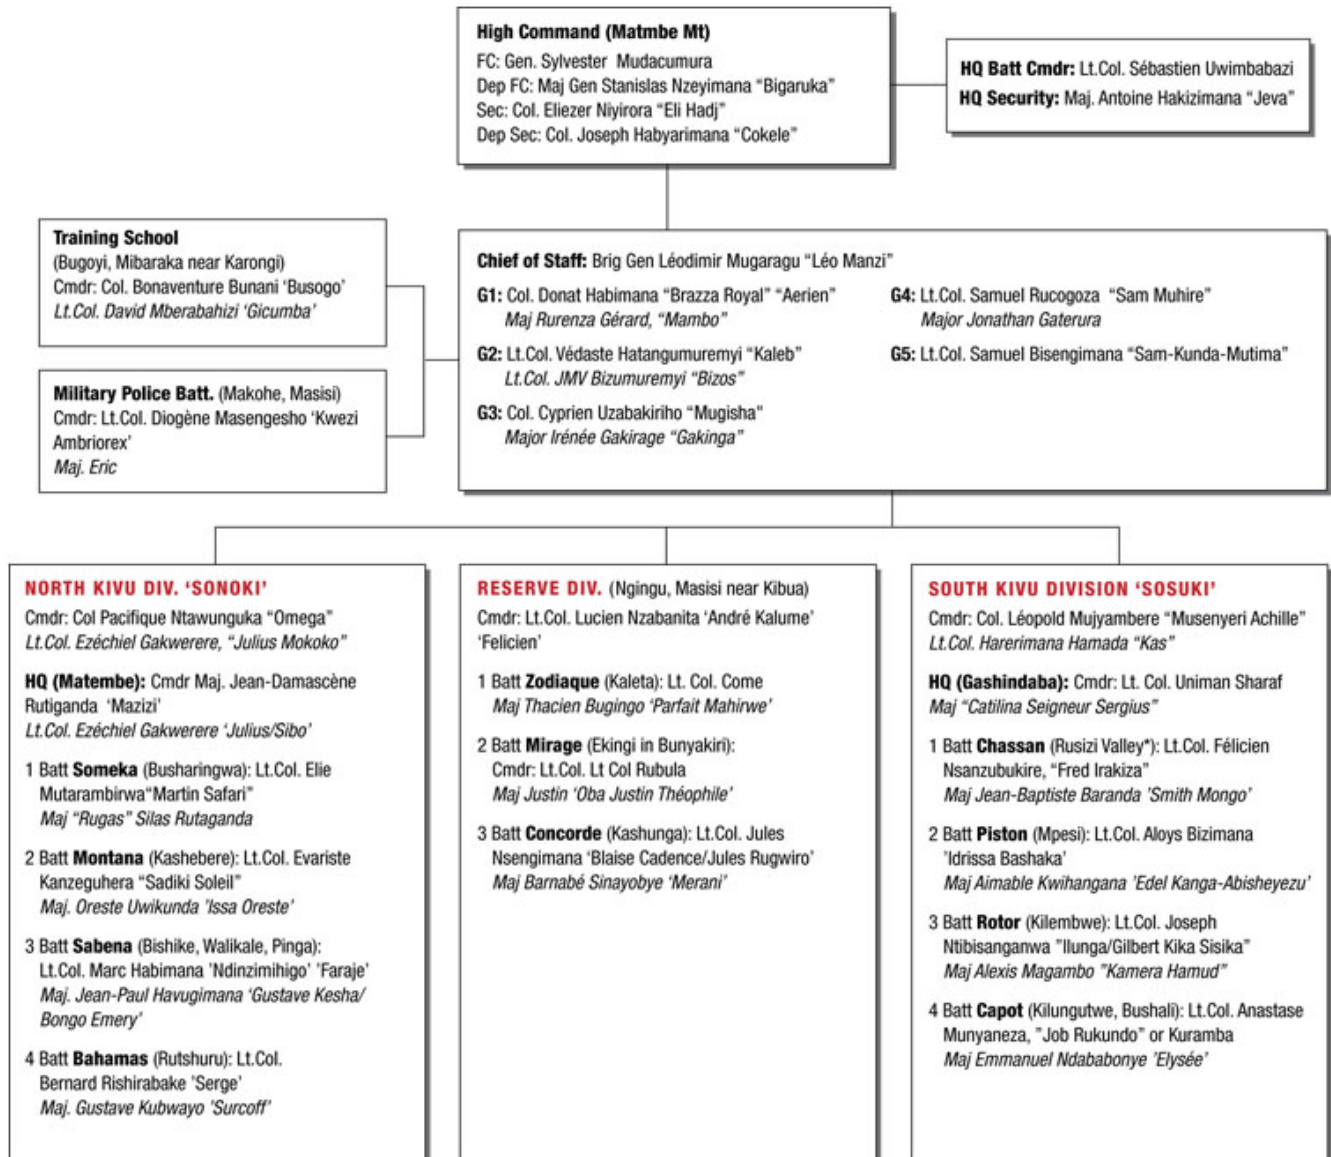 High Command (Matmbe Mt)
FC: Gen. Sylvester Mudacumura
Dep FC: Maj Gen Stanislas Nzeyimana “Bigaruka”
Sec: Col. Eliezer Niyirora “Eli Hadj”
Dep Sec: Col. Joseph Habyarimana “Cokele”
HQ Batt Cmdr: Lt.Col. Sébastien Uwimbabazi
HQ Security: Maj. Antoine Hakizimana “Jeva”
Training School
(Bugoyi, Mibaraka near Karongi)
Cmdr: Col. Bonaventure Bunani ‘Busogo’
Lt.Col. David Mberabahizi ‘Gicumba’
Military Police Batt. (Makohe, Masisi)
Cmdr: Lt.Col. Diogène Masengesho ‘Kwezi
Ambriorex’
Maj. Eric
Chief of Staff: Brig Gen Léodimir Mugaragu “Léo Manzi”
G1: Col. Donat Habimana “Brazza Royal” “Aerien”
Maj Rurenza Gérard, “Mambo”
G2: Lt.Col. Védaste Hatangumuremyi “Kaleb”
Lt.Col. JMV Bizumuremyi “Bizos”
G3: Col. Cyprien Uzabakiriho “Mugisha”
Major Irénée Gakirage “Gakinga”
G4: Lt.Col. Samuel Rucogoza “Sam Muhire”
Major Jonathan Gaterura
G5: Lt.Col. Samuel Bisengimana “Sam-Kunda-Mutima”
NORTH KIVU DIV. ‘SONOKI’
Cmdr: Col Pacifique Ntawunguka “Omega”
Lt.Col. Ezéchiel Gakwerere, “Julius Mokoko”
HQ (Matembe): Cmdr Maj. Jean-Damascène
Rutiganda ‘Mazizi’
Lt.Col. Ezéchiel Gakwerere ‘Julius/Sibo’
1 Batt Someka (Busharingwa): Lt.Col. Elie
Mutarambirwa“Martin Safari”
Maj “Rugas” Silas Rutaganda
2 Batt Montana (Kashebere): Lt.Col. Evariste
Kanzeguhera “Sadiki Soleil”
Maj. Oreste Uwikunda ’Issa Oreste’
3 Batt Sabena (Bishike, Walikale, Pinga):
Lt.Col. Marc Habimana ’Ndinzimihigo’ ’Faraje’
Maj. Jean-Paul Havugimana ‘Gustave Kesha/
Bongo Emery’
4 Batt Bahamas (Rutshuru): Lt.Col.
Bernard Rishirabake ’Serge’
Maj. Gustave Kubwayo ’Surcoff’
RESERVE DIV. (Ngingu, Masisi near Kibua)
Cmdr: Lt.Col. Lucien Nzabanita ‘André Kalume’
‘Felicien’
1 Batt Zodiaque (Kaleta): Lt. Col. Come
Maj Thacien Bugingo ‘Parfait Mahirwe’
2 Batt Mirage (Ekingi in Bunyakiri):
Cmdr: Lt.Col. Lt Col Rubula
Maj Justin ‘Oba Justin Théophile’
3 Batt Concorde (Kashunga): Lt.Col. Jules
Nsengimana ‘Blaise Cadence/Jules Rugwiro’
Maj Barnabé Sinayobye ‘Merani’
SOUTH KIVU DIVISION ‘SOSUKI’
Cmdr: Col. Léopold Mujyambere “Musenyeri Achille”
Lt.Col. Harerimana Hamada “Kas”
HQ (Gashindaba): Cmdr: Lt. Col. Uniman Sharaf
Maj “Catilina Seigneur Sergius”
1 Batt Chassan (Rusizi Valley*): Lt.Col. Félicien
Nsanzubukire, “Fred Irakiza”
Maj Jean-Baptiste Baranda ’Smith Mongo’
2 Batt Piston (Mpesi): Lt.Col. Aloys Bizimana
’Idrissa Bashaka’
Maj Aimable Kwihangana ’Edel Kanga-Abisheyezu’
3 Batt Rotor (Kilembwe): Lt.Col. Joseph
Ntibisanganwa ”Ilunga/Gilbert Kika Sisika”
Maj Alexis Magambo ”Kamera Hamud”
4 Batt Capot (Kilungutwe, Bushali): Lt.Col. Anastase
Munyaneza, ”Job Rukundo” or Kuramba
Maj Emmanuel Ndababonye ’Elysée’